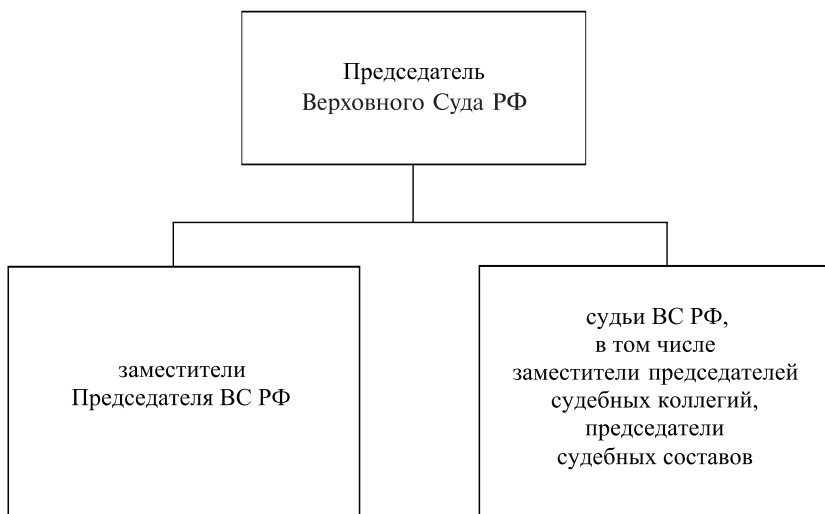 Председатель
Верховного Суда РФ
заместители
Председателя ВС РФ
судьи ВС РФ,
в том числе
заместители председателей
судебных коллегий,
председатели
судебных составов